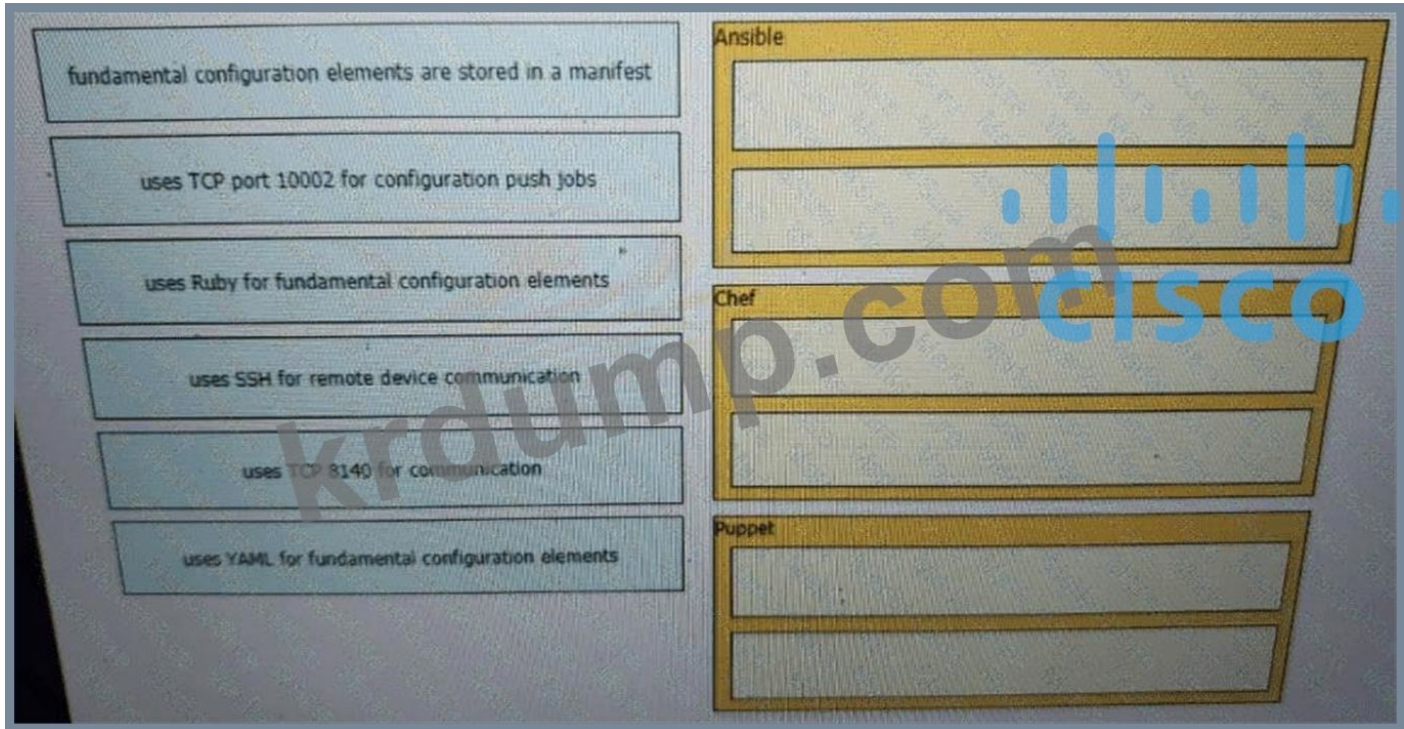 fundamental configuration elements are stored in a manifest
uses TCP port 10002 for configuration push jobs
uses Ruby for fundamental configuration elements
uses SSH for remote device communication
uses TCP 8140 for communication
uses YAML for fundamental configuration elements
Ansible
Chef
Puppet
krdump.com
cisco